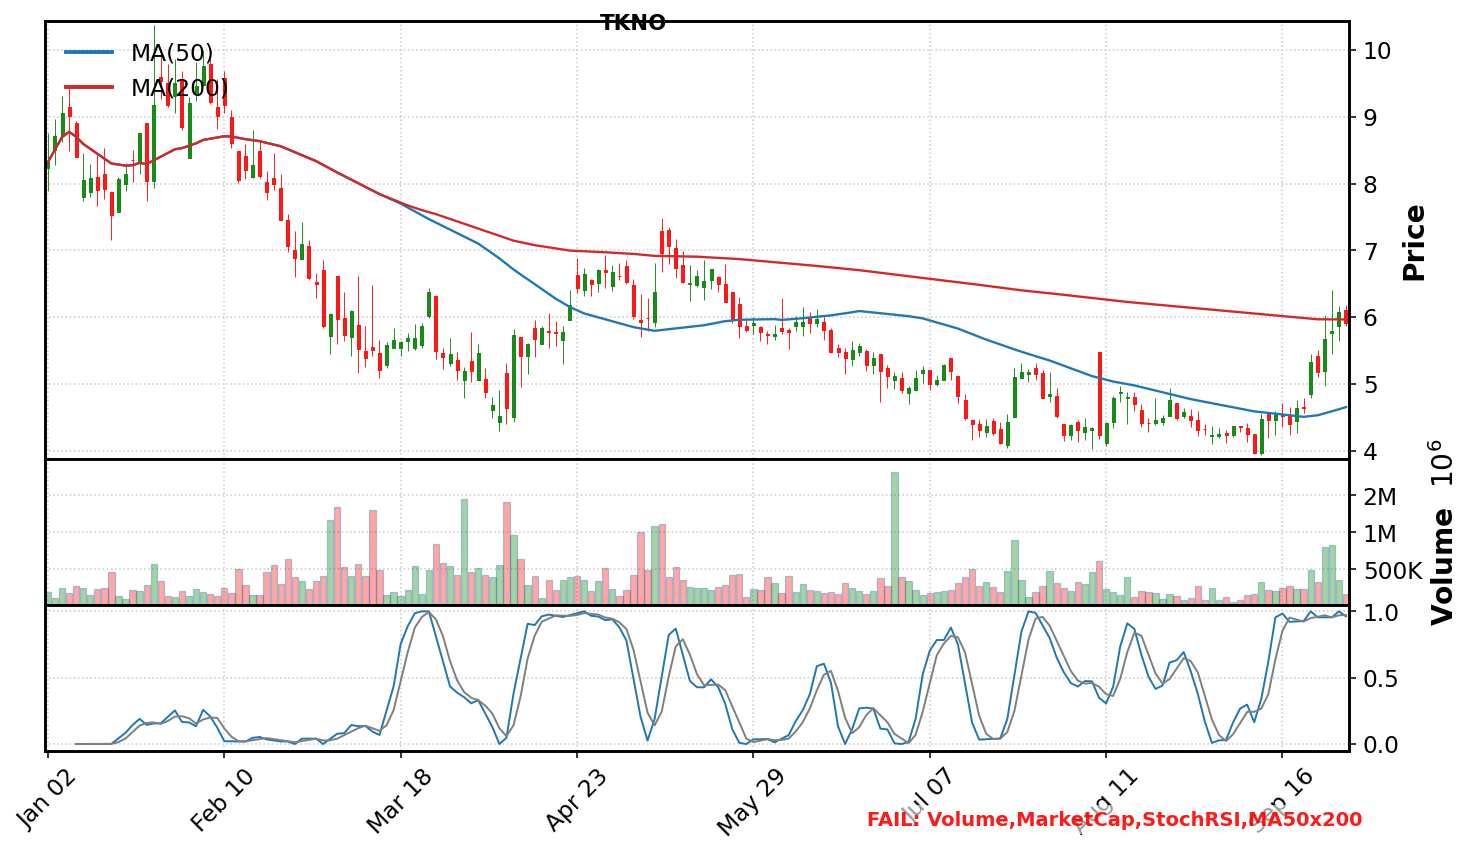 TKNO
MA(50)
MA(200)
10
9
8
7
6
5
4
Price
2M
1M
500K
Volume 10^6
1.0
0.5
0.0
Jan 02
Feb 10
Mar 18
Apr 23
May 29
Jul 07
Aug 11
Sep 16
FAIL: Volume,MarketCap,StochRSI,MA50x200